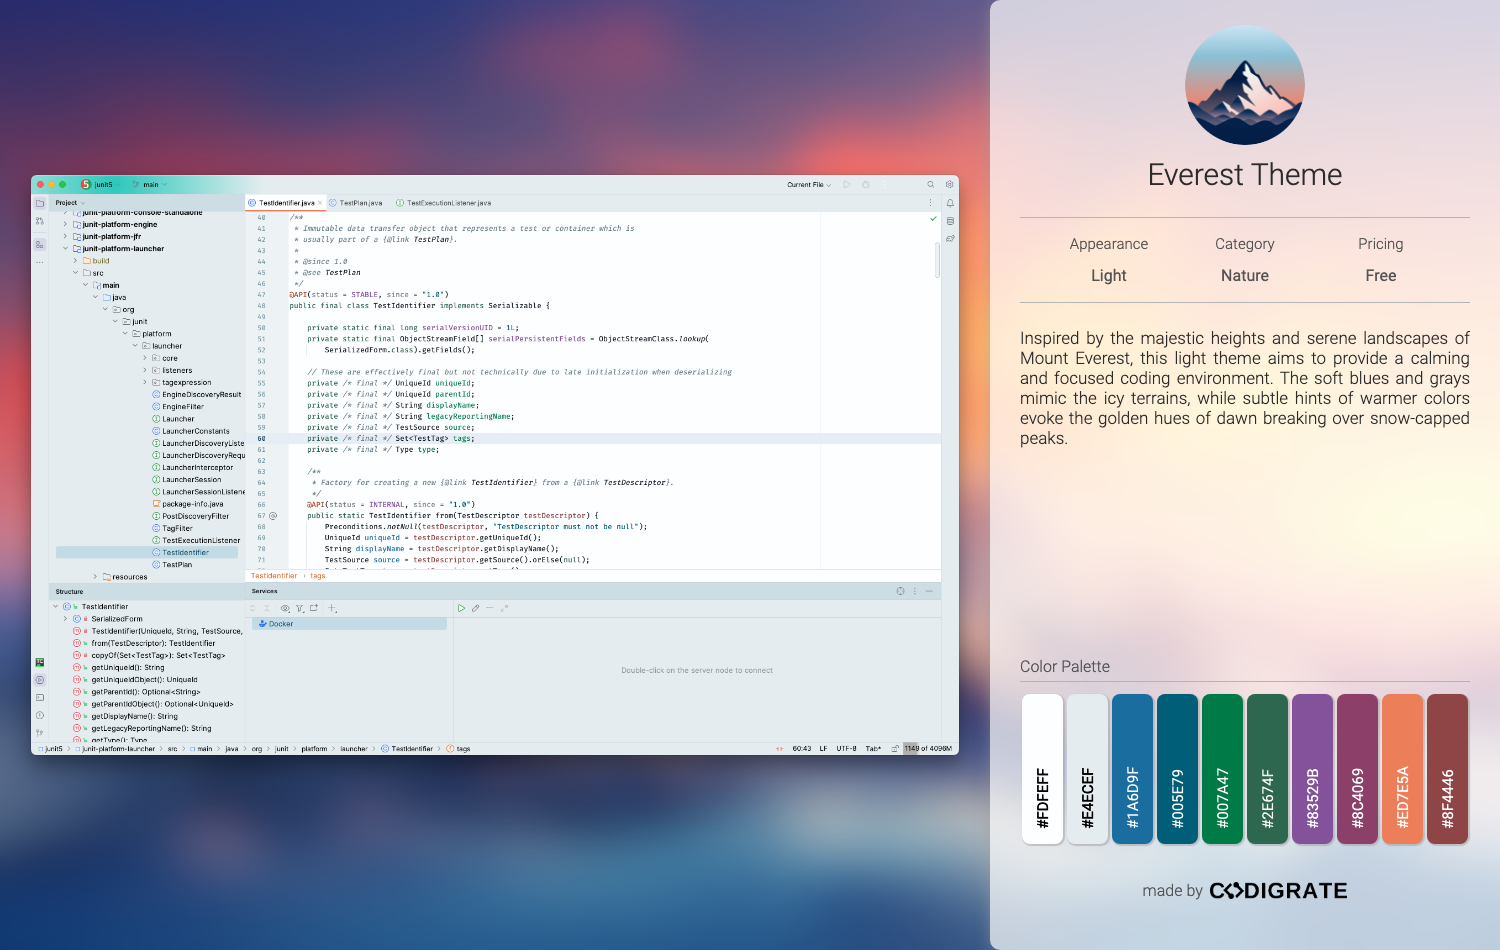 junit5
main
Current File
Project
TestIdentifier.java
TestPlan.java
TestExecutionListener.java
junit-platform-console-standalone
junit-platform-engine
junit-platform-jfr
junit-platform-launcher
build
src
main
java
org
junit
platform
launcher
core
listeners
tagexpression
EngineDiscoveryResult
EngineFilter
Launcher
LauncherConstants
LauncherDiscoveryListe
LauncherDiscoveryRequ
LauncherInterceptor
LauncherSession
LauncherSessionListene
package-info.java
PostDiscoveryFilter
TagFilter
TestExecutionListener
TestIdentifier
TestPlan
resources
40 /**
41 * Immutable data transfer object that represents a test or container which is
42 * usually part of a {@link TestPlan}.
43 *
44 * @since 1.0
45 * @see TestPlan
46 */
47 @API(status = STABLE, since = "1.0")
48 public final class TestIdentifier implements Serializable {
49
50 private static final long serialVersionUID = 1L;
51 private static final ObjectStreamField[] serialPersistentFields = ObjectStreamClass.lookup(
52 SerializedForm.class).getFields();
53
54 // These are effectively final but not technically due to late initialization when deserializing
55 private /* final */ UniqueId uniqueId;
56 private /* final */ UniqueId parentId;
57 private /* final */ String displayName;
58 private /* final */ String legacyReportingName;
59 private /* final */ TestSource source;
60 private /* final */ Set<TestTag> tags;
61 private /* final */ Type type;
62
63 /**
64 * Factory for creating a new {@link TestIdentifier} from a {@link TestDescriptor}.
65 */
66 @API(status = INTERNAL, since = "1.0")
67 public static TestIdentifier from(TestDescriptor testDescriptor) {
68 Preconditions.notNull(testDescriptor, "TestDescriptor must not be null");
69 UniqueId uniqueId = testDescriptor.getUniqueId();
70 String displayName = testDescriptor.getDisplayName();
71 TestSource source = testDescriptor.getSource().orElse(null);
TestIdentifier › tags
Structure
TestIdentifier
SerializedForm
TestIdentifier(UniqueId, String, TestSource,
from(TestDescriptor): TestIdentifier
copyOf(Set<TestTag>): Set<TestTag>
getUniqueId(): String
getUniqueIdObject(): UniqueId
getParentId(): Optional<String>
getParentIdObject(): Optional<UniqueId>
getDisplayName(): String
getLegacyReportingName(): String
getType(): Type
Services
Docker
Double-click on the server node to connect
junit5 › junit-platform-launcher › src › main › java › org › junit › platform › launcher › TestIdentifier › tags
60:43 LF UTF-8 Tab* 1149 of 4096M
Everest Theme
Appearance Category Pricing
Light Nature Free
Inspired by the majestic heights and serene landscapes of
Mount Everest, this light theme aims to provide a calming
and focused coding environment. The soft blues and grays
mimic the icy terrains, while subtle hints of warmer colors
evoke the golden hues of dawn breaking over snow-capped
peaks.
Color Palette
#FDFEFF
#E4ECEF
#1A6D9F
#005E79
#007A47
#2E674F
#83529B
#8C4069
#ED7E5A
#8F4446
made by CODIGRATE